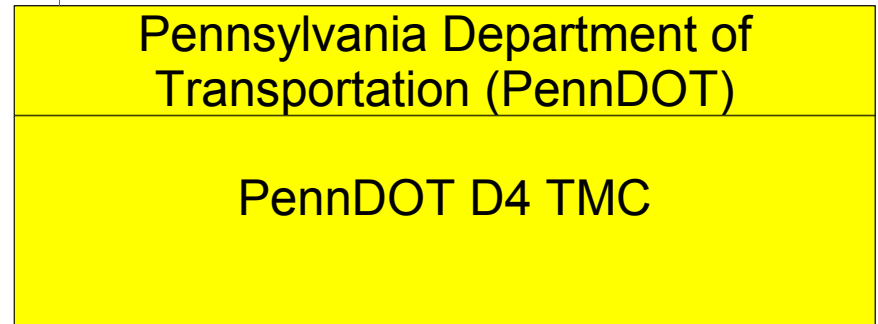 Pennsylvania Department of
Transportation (PennDOT)
PennDOT D4 TMC